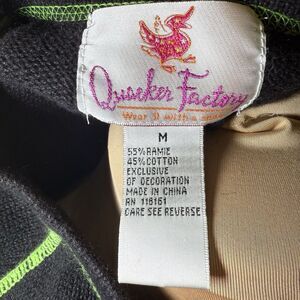 Quacker Factory
Wear it with a
M
55%RAMIE
45%COTTON
EXCLUSIVE
OF DECORATION
MADE IN CHINA
RN 116161
CARE SEE REVERSE